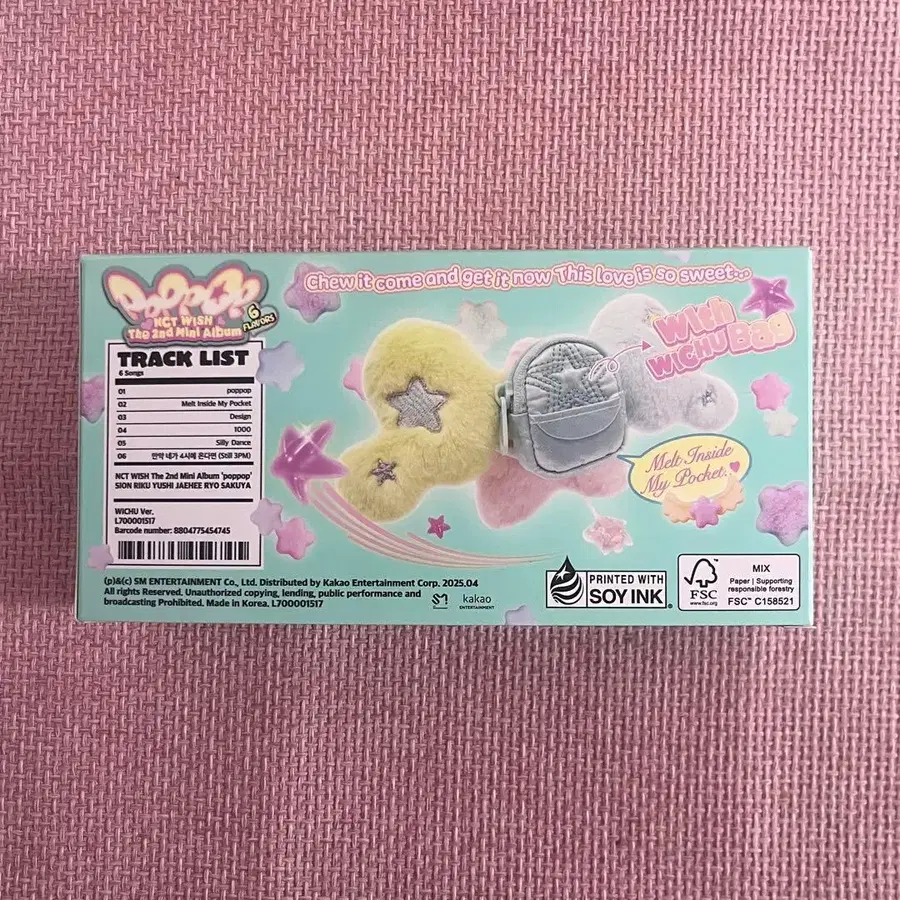 poppop
NCT WISH
The 2nd Mini Album
6
FLAVORS
TRACK LIST
6 Songs
01 poppop
02 Melt Inside My Pocket
03 Design
04 1000
05 Silly Dance
06 만약 네가 4시에 온다면 (Still 3PM)
NCT WISH The 2nd Mini Album 'poppop'
SION RIKU YUSHI JAEHEE RYO SAKUYA
WICHU Ver.
L700001517
Barcode number: 8804775454745
Chew it come and get it now This love is so sweet...
With
WICHU Bag
Melt Inside
My Pocket..
(p)&(c) SM ENTERTAINMENT Co., Ltd. Distributed by Kakao Entertainment Corp. 2025.04
All rights Reserved. Unauthorized copying, lending, public performance and
broadcasting Prohibited. Made in Korea. L700001517
SM
kakao
ENTERTAINMENT
PRINTED WITH
SOY INK
FSC
www.fsc.org
MIX
Paper | Supporting
responsible forestry
FSC™ C158521